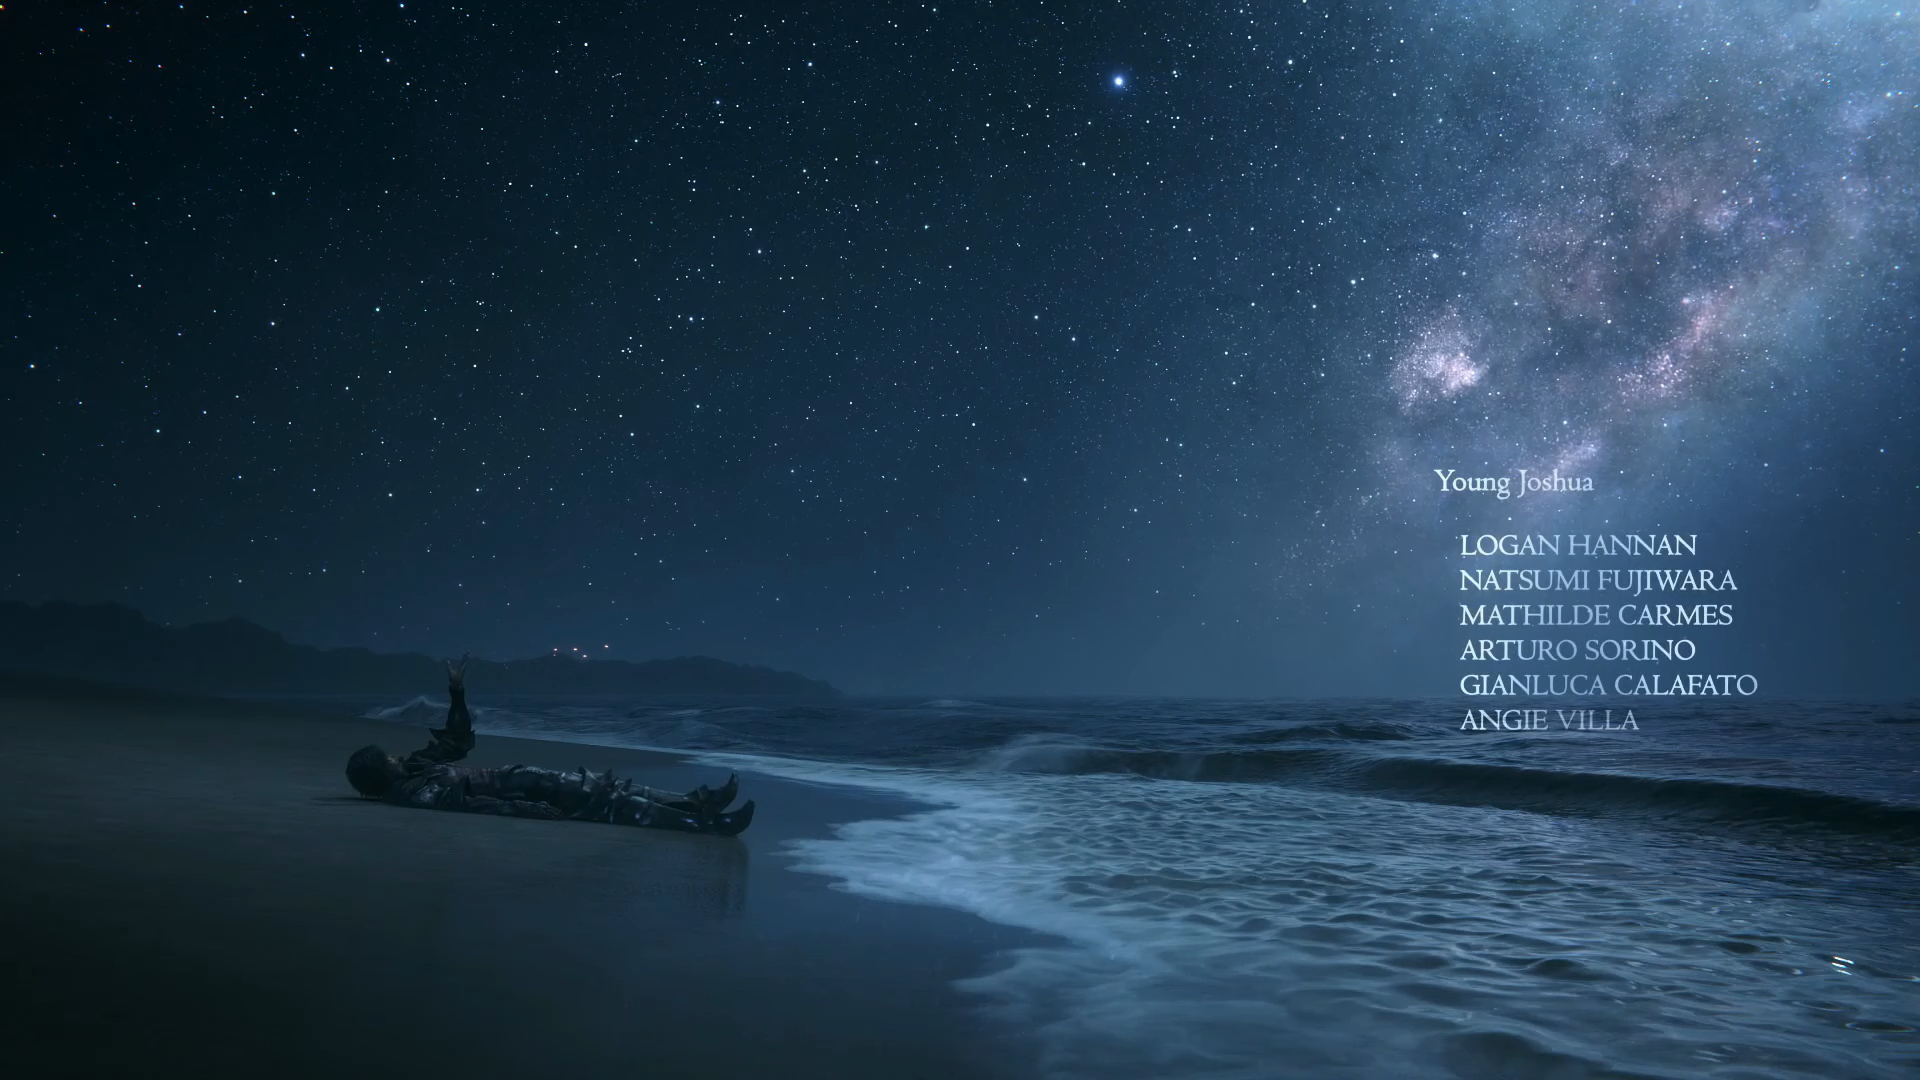 Young Joshua
LOGAN HANNAN
NATSUMI FUJIWARA
MATHILDE CARMES
ARTURO SORINO
GIANLUCA CALAFATO
ANGIE VILLA